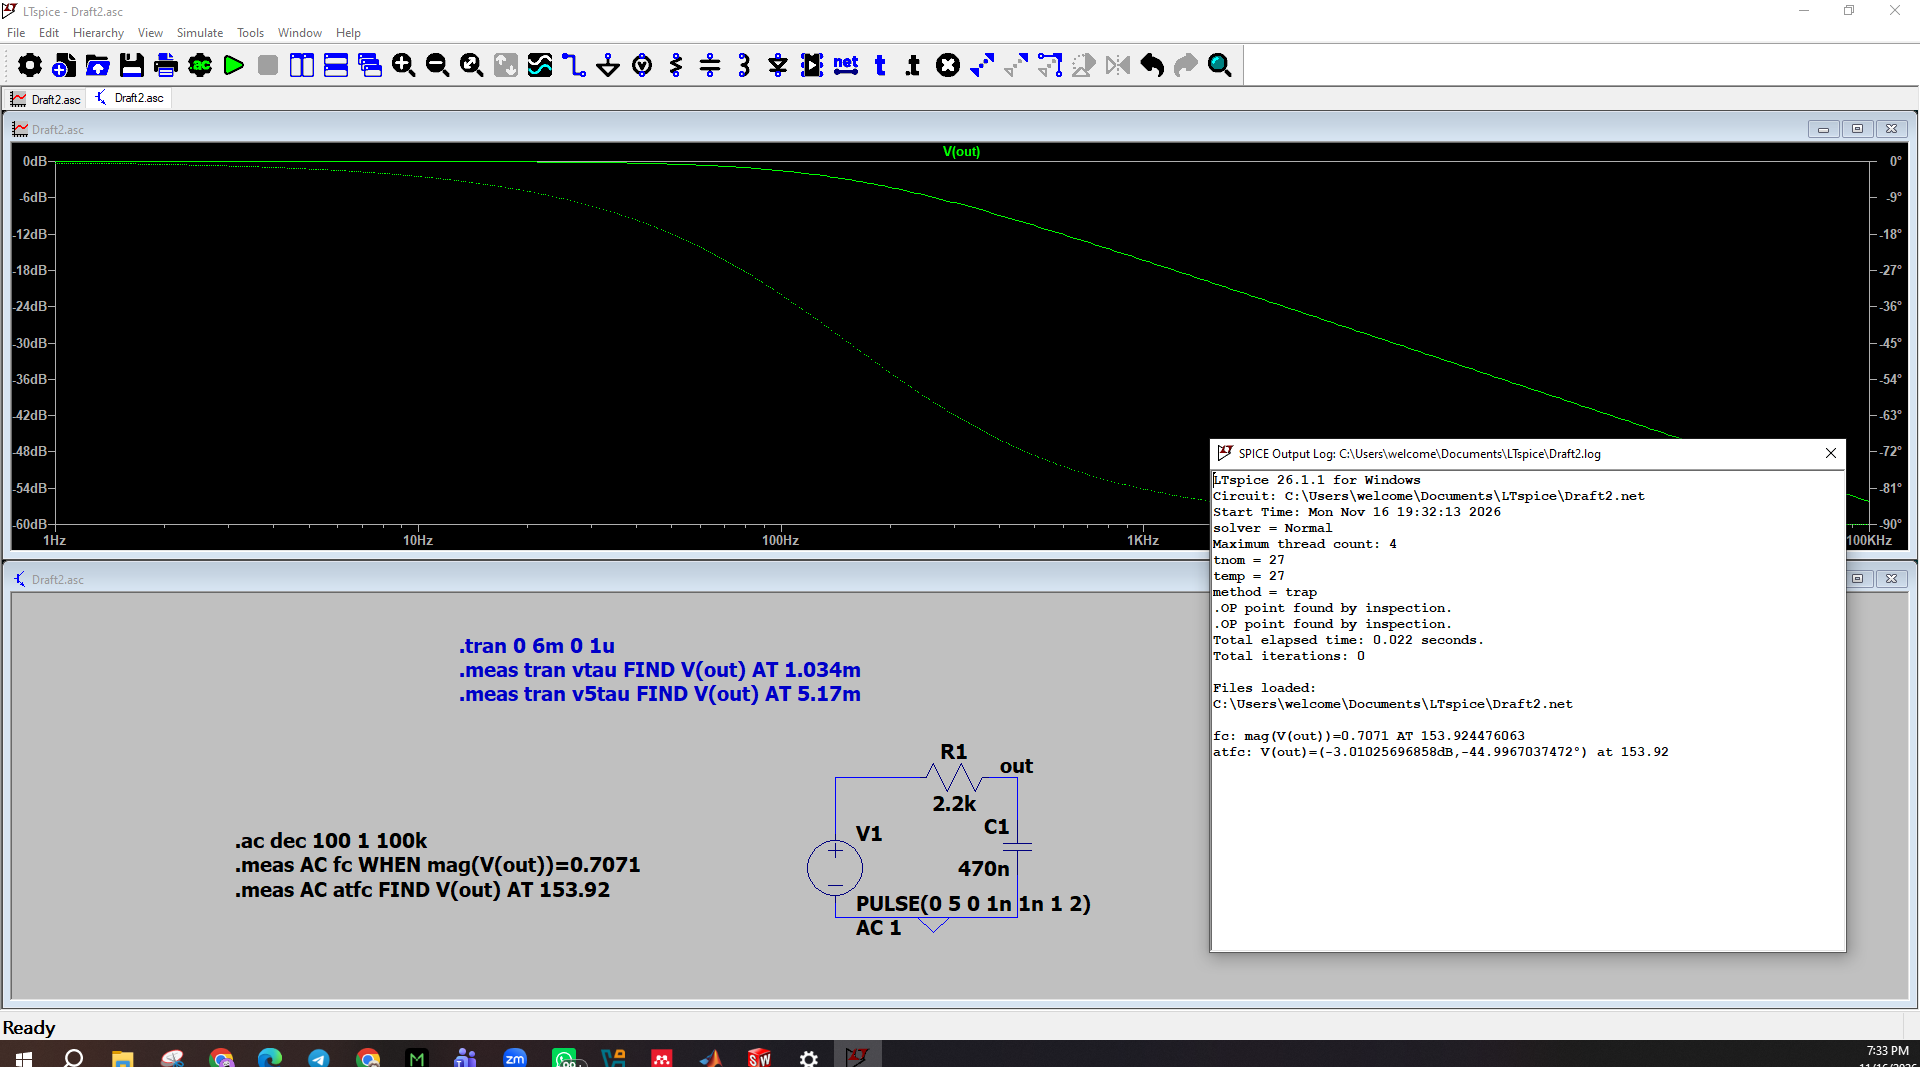 LTspice - Draft2.asc
File Edit Hierarchy View Simulate Tools Window Help
.ac
net t .t
Draft2.asc Draft2.asc
Draft2.asc
V(out)
0dB
-6dB
-12dB
-18dB
-24dB
-30dB
-36dB
-42dB
-48dB
-54dB
-60dB
0°
-9°
-18°
-27°
-36°
-45°
-54°
-63°
-72°
-81°
-90°
1Hz 10Hz 100Hz 1KHz 100KHz
SPICE Output Log: C:\Users\welcome\Documents\LTspice\Draft2.log
LTspice 26.1.1 for Windows
Circuit: C:\Users\welcome\Documents\LTspice\Draft2.net
Start Time: Mon Nov 16 19:32:13 2026
solver = Normal
Maximum thread count: 4
tnom = 27
temp = 27
method = trap
.OP point found by inspection.
.OP point found by inspection.
Total elapsed time: 0.022 seconds.
Total iterations: 0
Files loaded:
C:\Users\welcome\Documents\LTspice\Draft2.net
fc: mag(V(out))=0.7071 AT 153.924476063
atfc: V(out)=(-3.01025696858dB,-44.9967037472°) at 153.92
Draft2.asc
.tran 0 6m 0 1u
.meas tran vtau FIND V(out) AT 1.034m
.meas tran v5tau FIND V(out) AT 5.17m
.ac dec 100 1 100k
.meas AC fc WHEN mag(V(out))=0.7071
.meas AC atfc FIND V(out) AT 153.92
R1
out
2.2k
C1
V1
470n
PULSE(0 5 0 1n 1n 1 2)
AC 1
Ready
M zm SW
7:33 PM